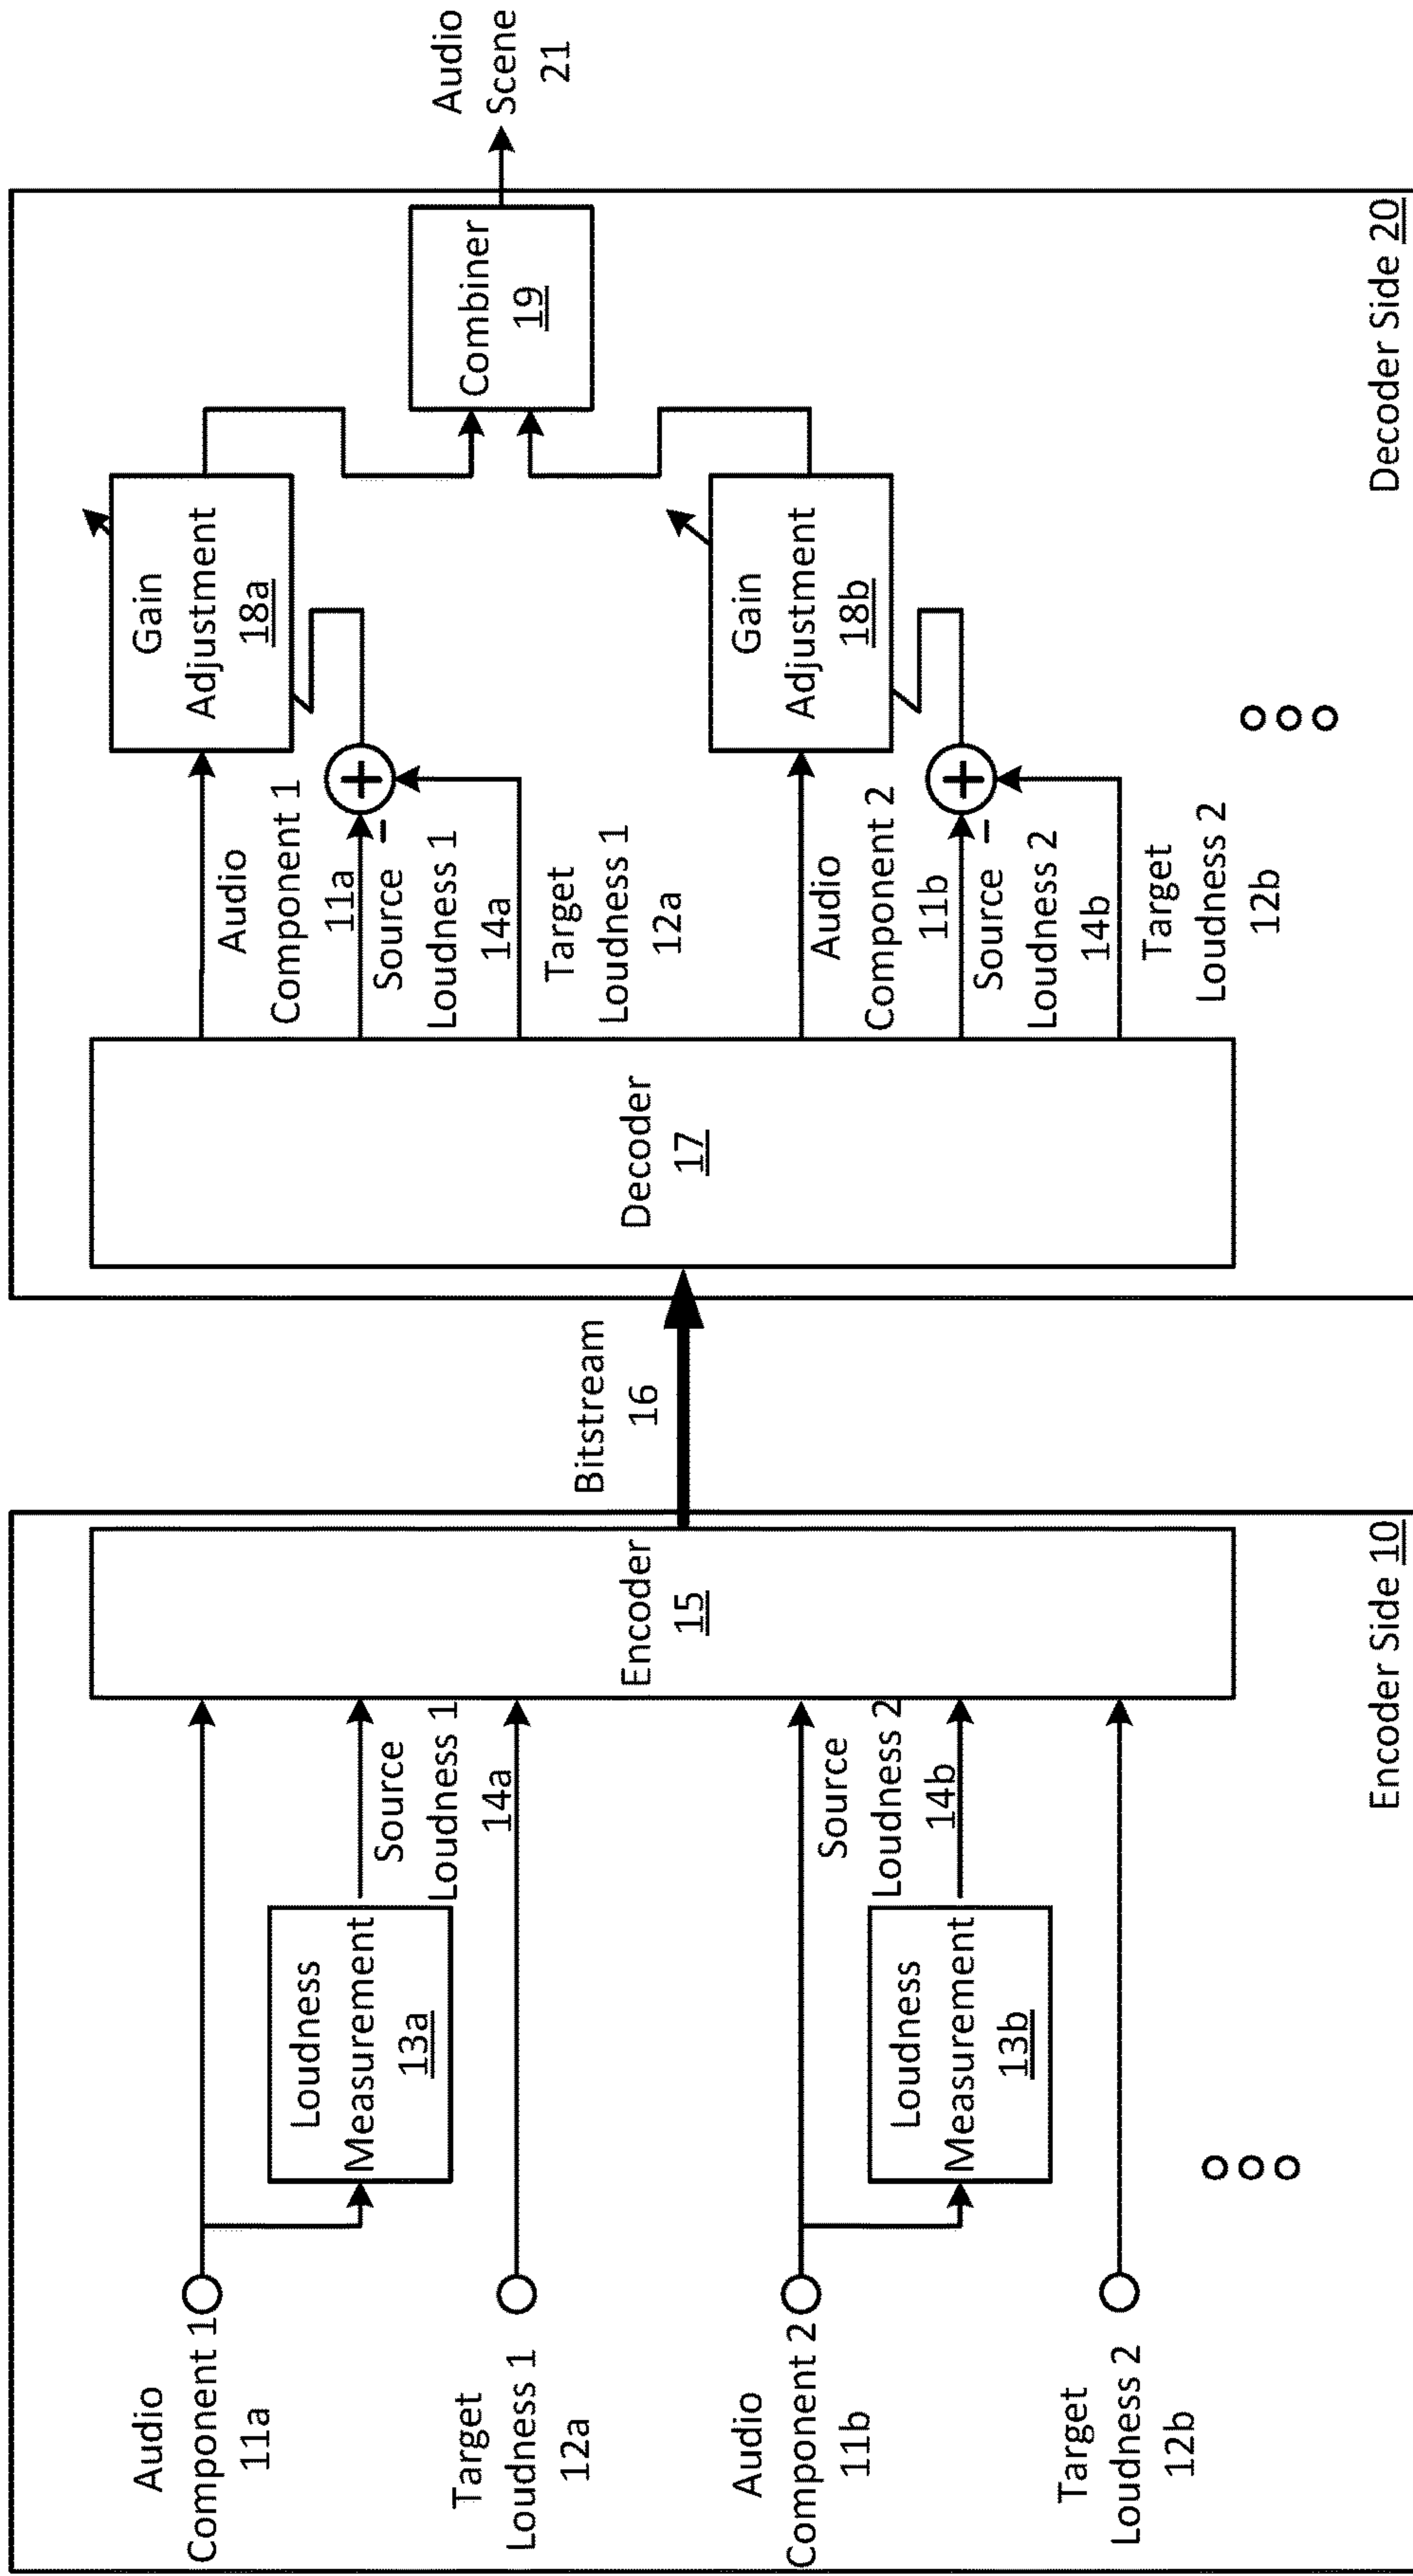 Audio
Component 1
11a
Target
Loudness 1
12a
Audio
Component 2
11b
Target
Loudness 2
12b
Loudness
Measurement
13a
Source
Loudness 1
14a
Loudness
Measurement
13b
Source
Loudness 2
14b
Encoder
15
Encoder Side 10
Bitstream
16
Decoder
17
Audio
Component 1
11a
Source
Loudness 1
14a
Target
Loudness 1
12a
Audio
Component 2
11b
Source
Loudness 2
14b
Target
Loudness 2
12b
+
−
+
−
Gain
Adjustment
18a
Gain
Adjustment
18b
Combiner
19
Decoder Side 20
Audio
Scene
21